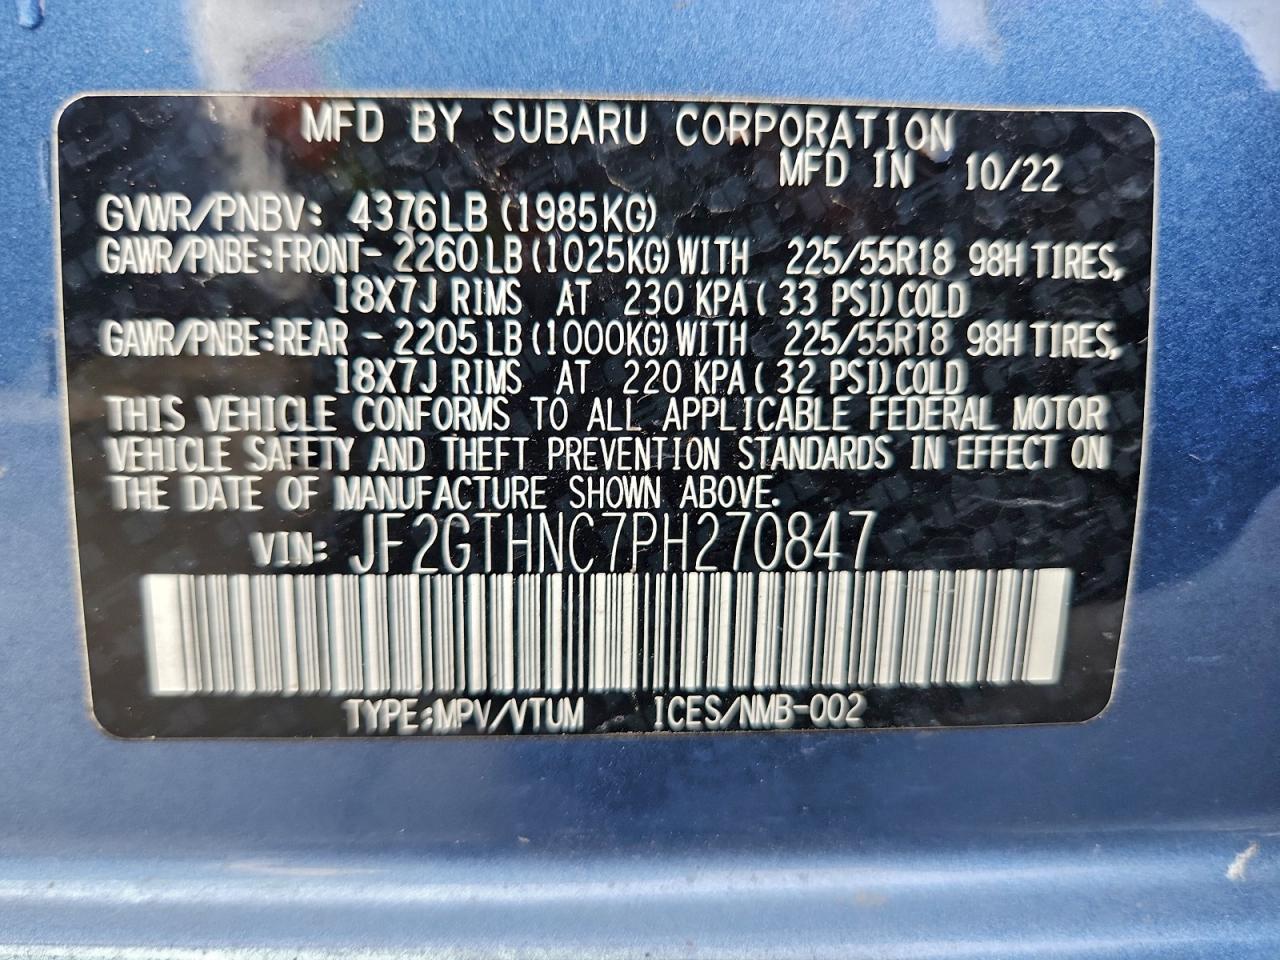 MFD BY SUBARU CORPORATION
MFD IN 10/22
GVWR/PNBV: 4376LB (1985KG)
GAWR/PNBE:FRONT- 2260LB (1025KG) WITH 225/55R18 98H TIRES,
18X7J RIMS AT 230 KPA ( 33 PSI) COLD
GAWR/PNBE:REAR - 2205LB (1000KG) WITH 225/55R18 98H TIRES,
18X7J RIMS AT 220 KPA ( 32 PSI) COLD
THIS VEHICLE CONFORMS TO ALL APPLICABLE FEDERAL MOTOR
VEHICLE SAFETY AND THEFT PREVENTION STANDARDS IN EFFECT ON
THE DATE OF MANUFACTURE SHOWN ABOVE.
VIN: JF2GTHNC7PH270847
TYPE:MPV/VTUM ICES/NMB-002